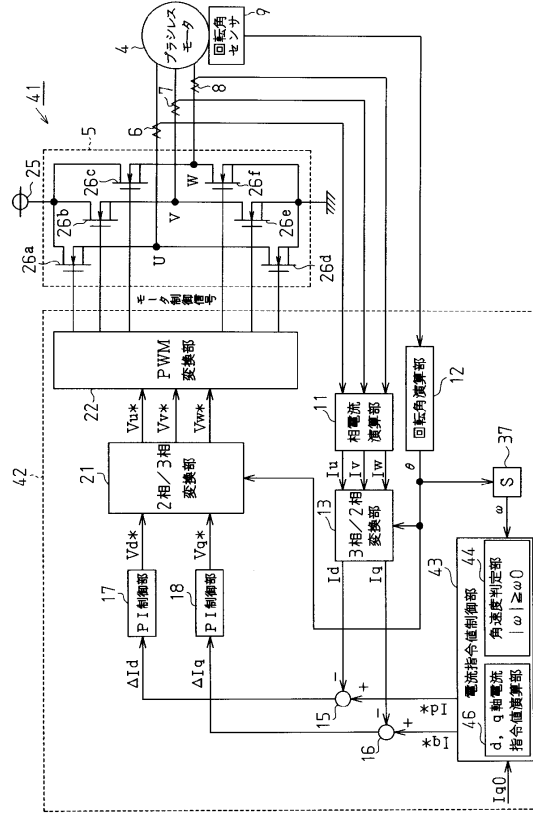 41
42
25
5
26a
26b
26c
26d
26e
26f
U
V
W
6
7
8
4
ブラシレス
モータ
9
回転角
センサ
モータ制御信号
22
PWM
変換部
Vu*
Vv*
Vw*
21
2相/3相
変換部
Vd*
Vq*
17
PI制御部
18
PI制御部
ΔId
ΔIq
11
相電流
演算部
Iu
Iv
Iw
12
回転角演算部
θ
13
3相/2相
変換部
Id
Iq
15
-
+
16
-
+
Id*
Iq*
37
S
ω
43
電流指令値制御部
44
角速度判定部
|ω|≧ω0
46
d,q軸電流
指令値演算部
Iq0